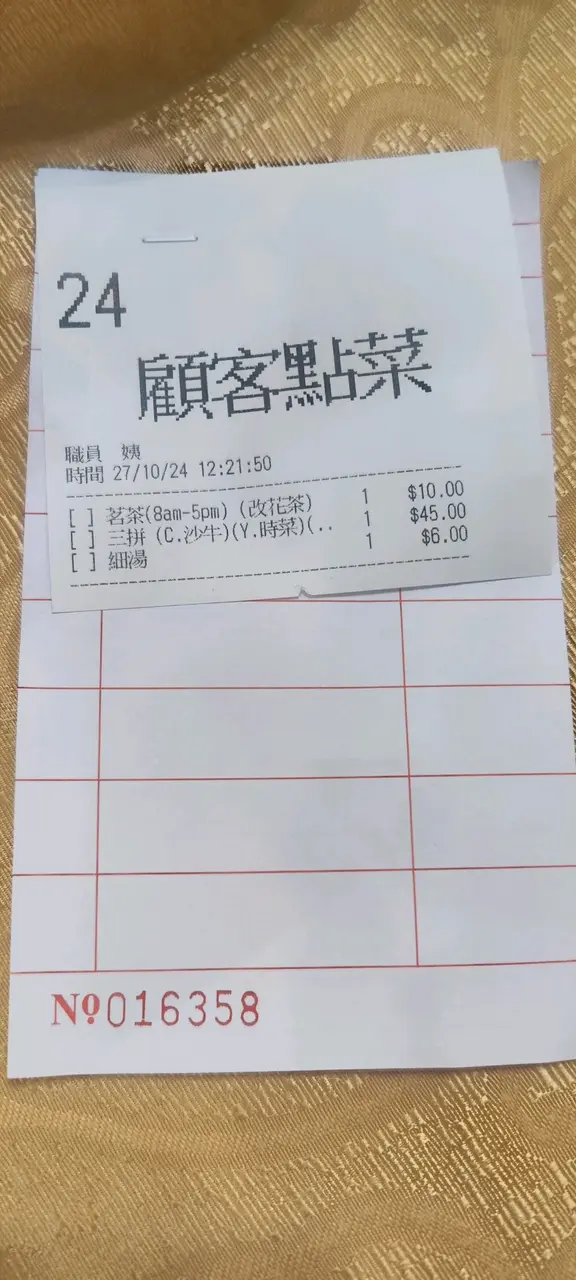 24
顧客點菜
職員 姨
時間 27/10/24 12:21:50
[ ] 茗茶(8am-5pm) (改花茶) 1 $10.00
[ ] 三拼 (C.沙牛)(Y.時菜)(.. 1 $45.00
[ ] 細湯 1 $6.00
Nº016358